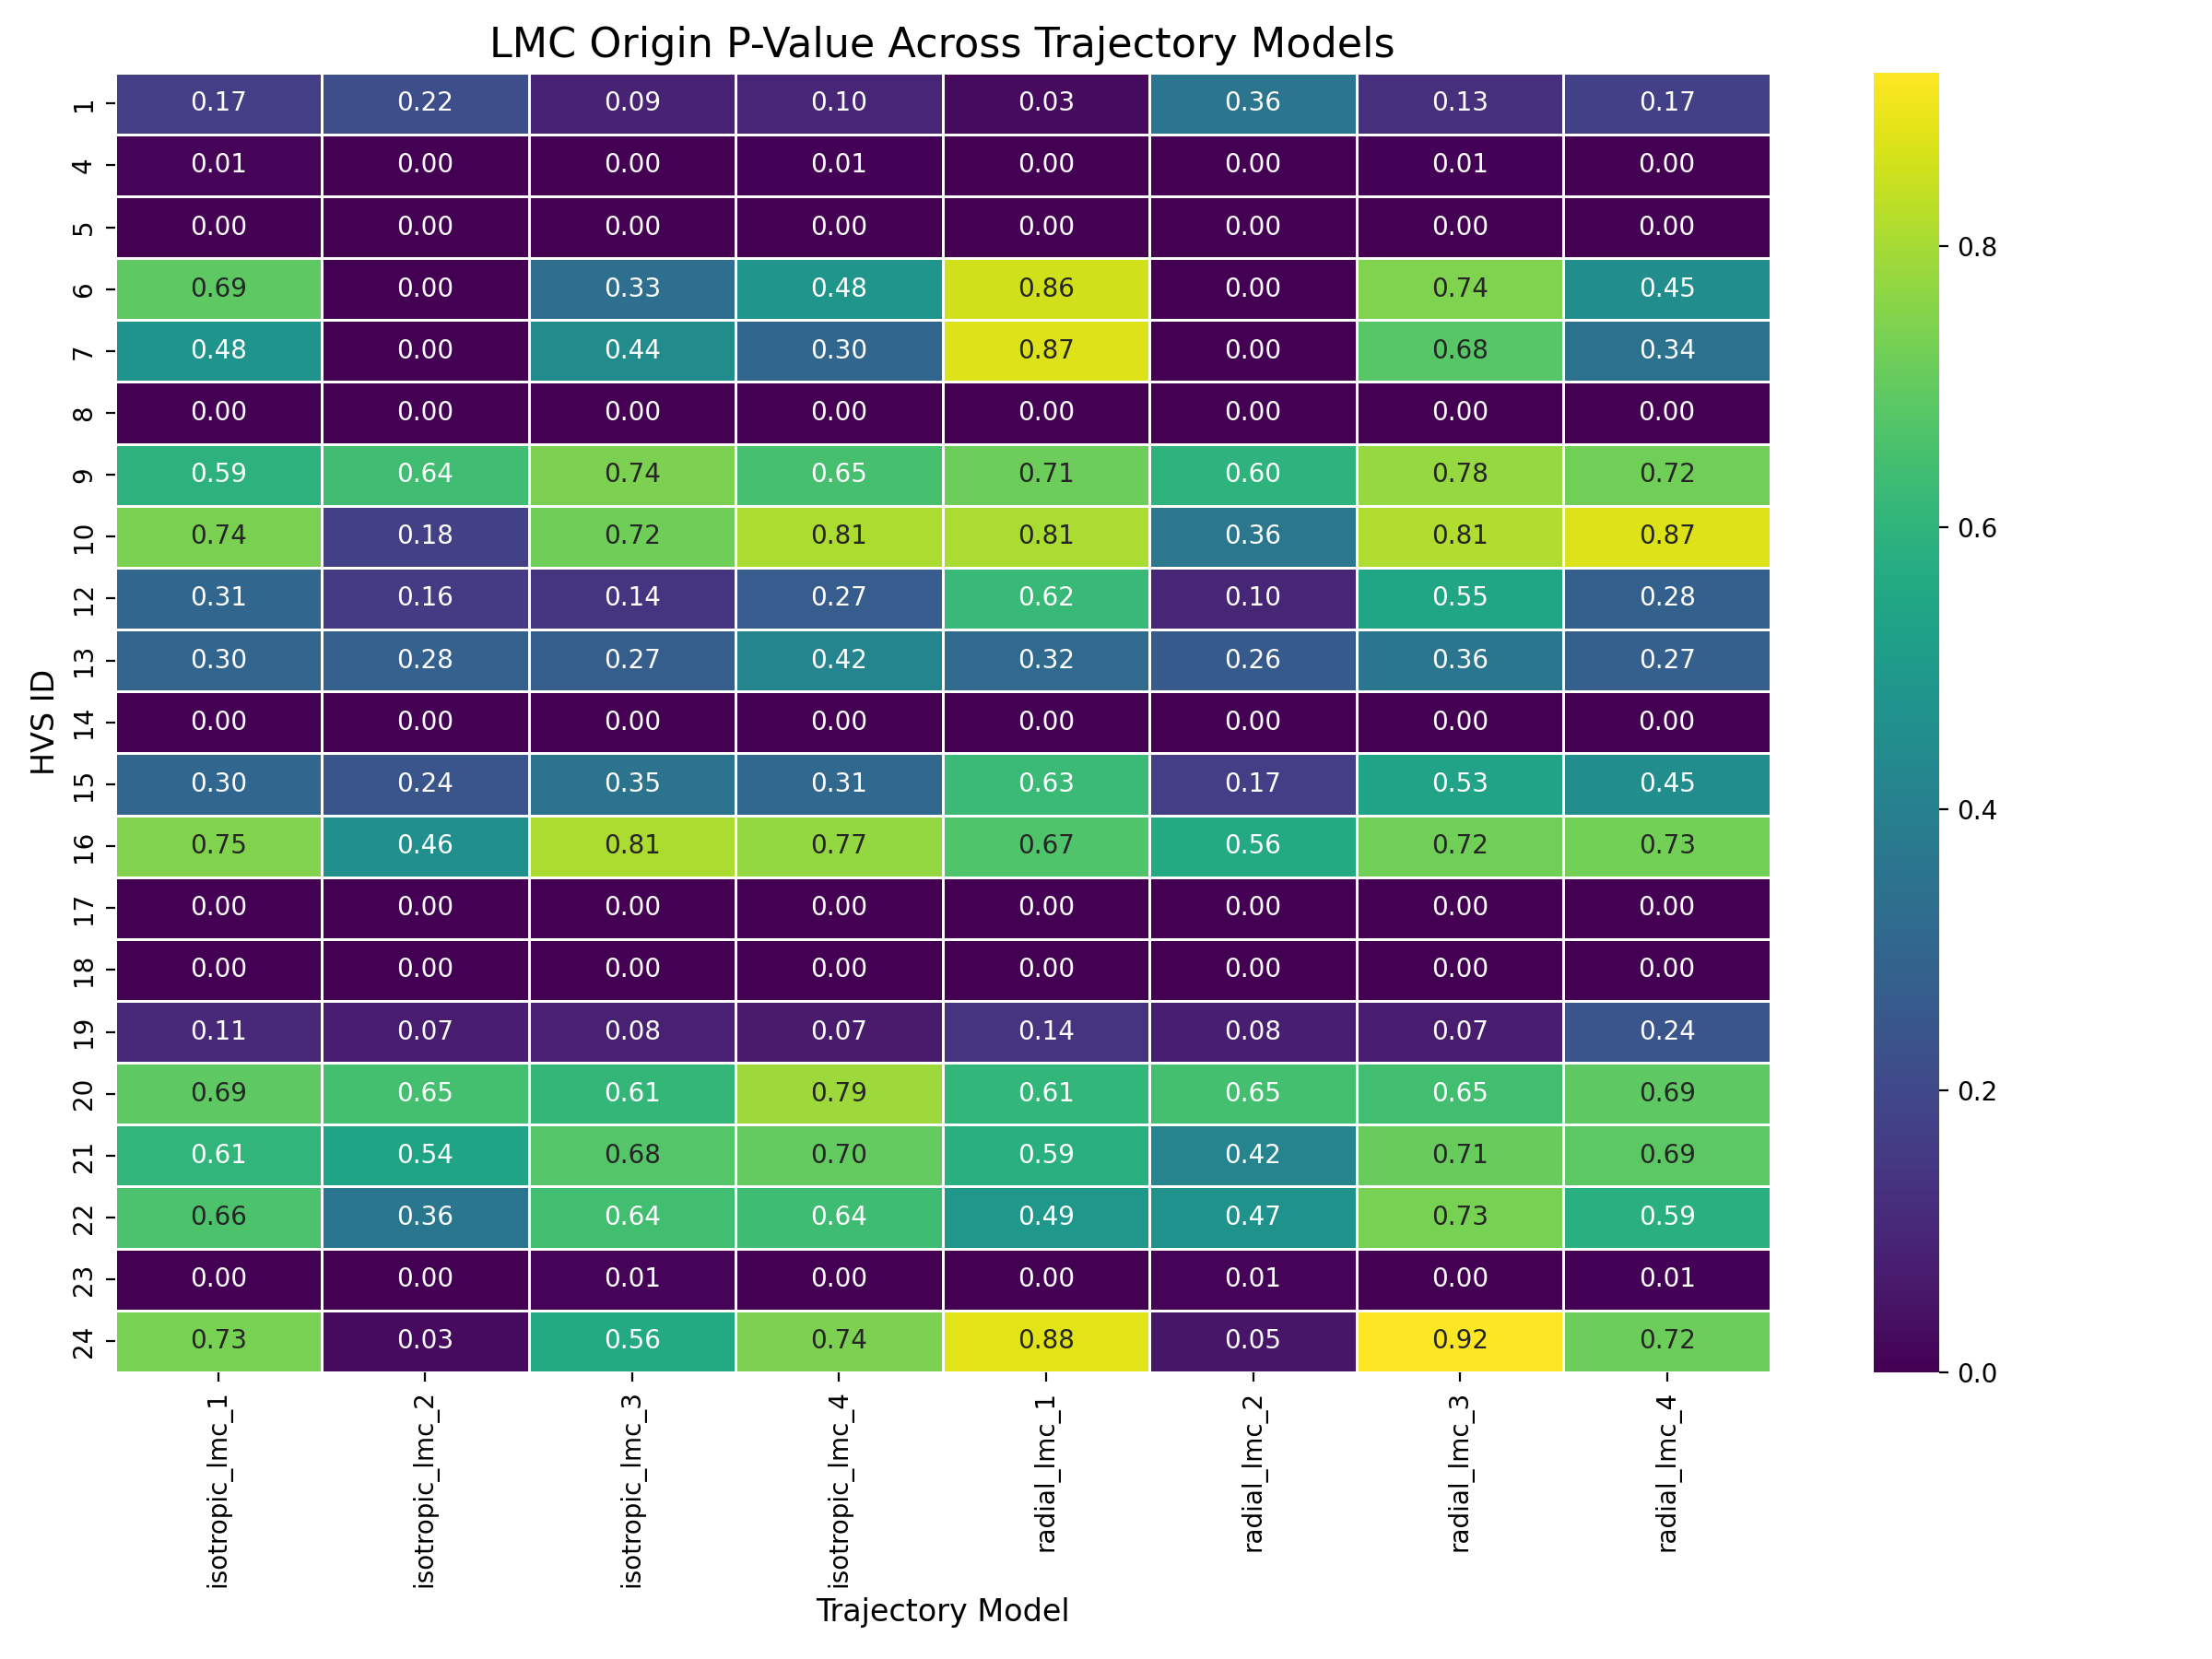 LMC Origin P-Value Across Trajectory Models
1 0.17 0.22 0.09 0.10 0.03 0.36 0.13 0.17
4 0.01 0.00 0.00 0.01 0.00 0.00 0.01 0.00
5 0.00 0.00 0.00 0.00 0.00 0.00 0.00 0.00
6 0.69 0.00 0.33 0.48 0.86 0.00 0.74 0.45
7 0.48 0.00 0.44 0.30 0.87 0.00 0.68 0.34
8 0.00 0.00 0.00 0.00 0.00 0.00 0.00 0.00
9 0.59 0.64 0.74 0.65 0.71 0.60 0.78 0.72
10 0.74 0.18 0.72 0.81 0.81 0.36 0.81 0.87
12 0.31 0.16 0.14 0.27 0.62 0.10 0.55 0.28
13 0.30 0.28 0.27 0.42 0.32 0.26 0.36 0.27
14 0.00 0.00 0.00 0.00 0.00 0.00 0.00 0.00
15 0.30 0.24 0.35 0.31 0.63 0.17 0.53 0.45
16 0.75 0.46 0.81 0.77 0.67 0.56 0.72 0.73
17 0.00 0.00 0.00 0.00 0.00 0.00 0.00 0.00
18 0.00 0.00 0.00 0.00 0.00 0.00 0.00 0.00
19 0.11 0.07 0.08 0.07 0.14 0.08 0.07 0.24
20 0.69 0.65 0.61 0.79 0.61 0.65 0.65 0.69
21 0.61 0.54 0.68 0.70 0.59 0.42 0.71 0.69
22 0.66 0.36 0.64 0.64 0.49 0.47 0.73 0.59
23 0.00 0.00 0.01 0.00 0.00 0.01 0.00 0.01
24 0.73 0.03 0.56 0.74 0.88 0.05 0.92 0.72
HVS ID
isotropic_lmc_1
isotropic_lmc_2
isotropic_lmc_3
isotropic_lmc_4
radial_lmc_1
radial_lmc_2
radial_lmc_3
radial_lmc_4
Trajectory Model
0.8
0.6
0.4
0.2
0.0